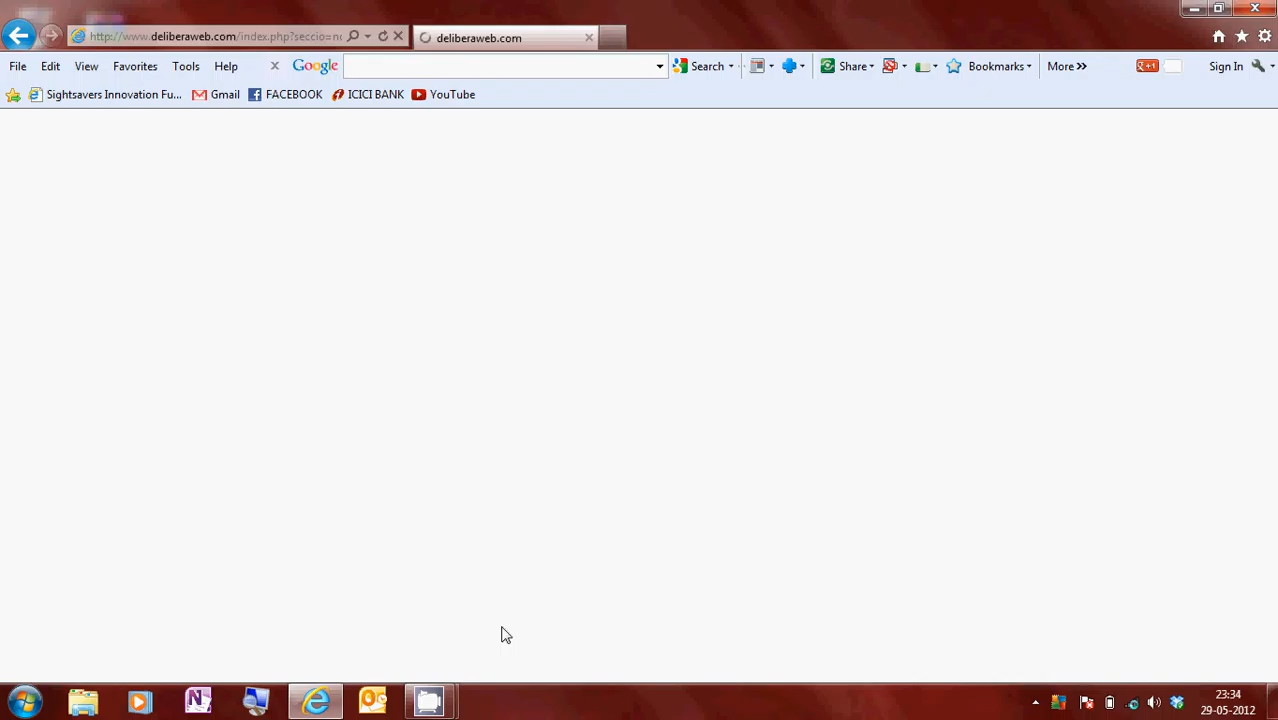 http://www.deliberaweb.com/index.php?seccio=nc
deliberaweb.com
File Edit View Favorites Tools Help
Google Search Share Bookmarks More » Sign In
Sightsavers Innovation Fu... Gmail FACEBOOK ICICI BANK YouTube
23:34
29-05-2012